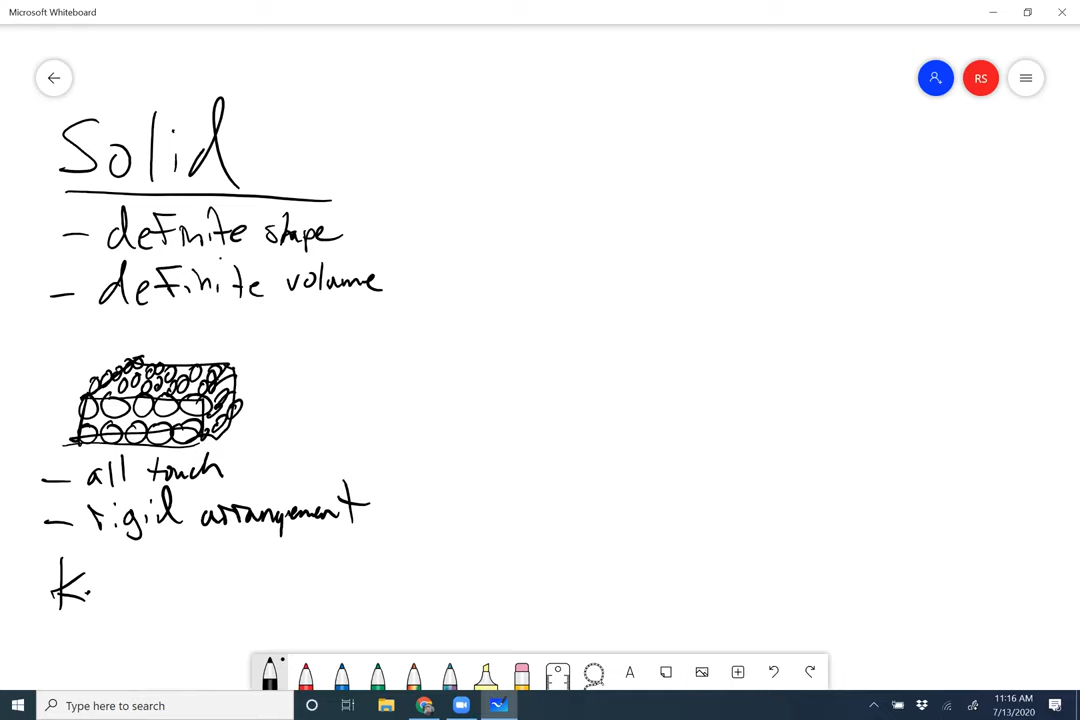 Microsoft Whiteboard
RS
Solid
- definite shape
- definite volume
- all touch
- rigid arrangement
K.
A
Type here to search
11:16 AM
7/13/2020